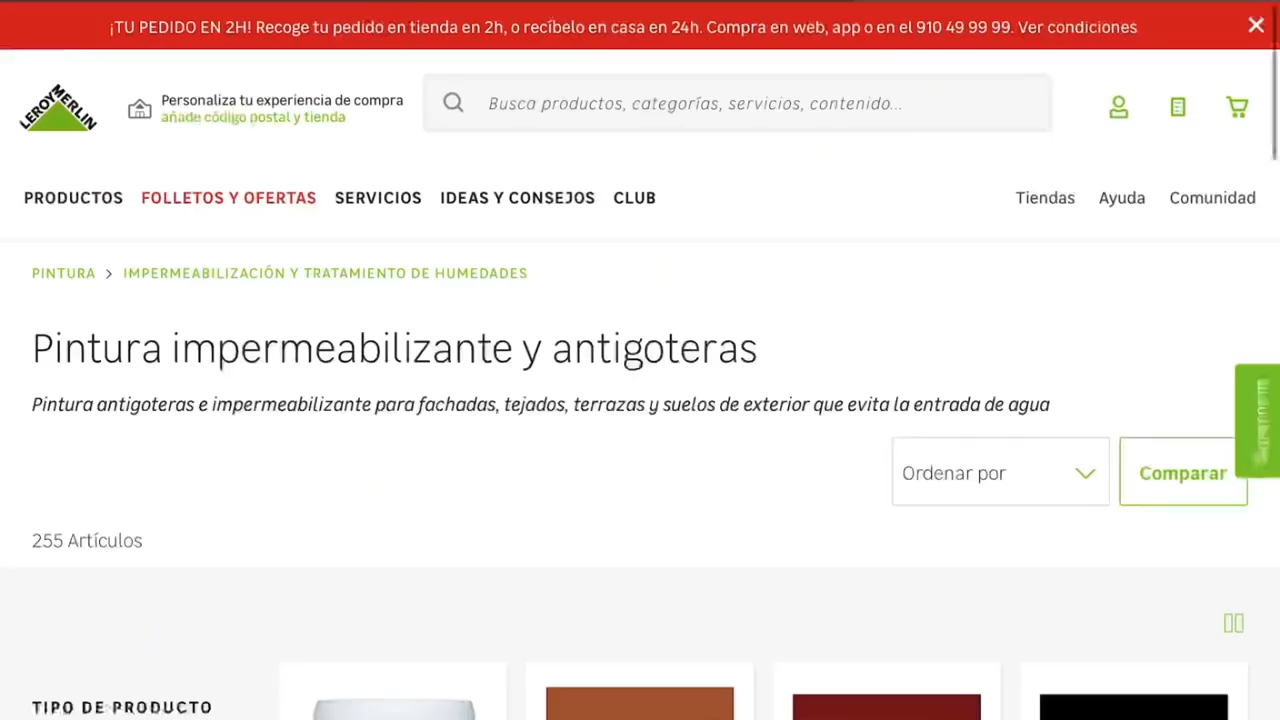 ¡TU PEDIDO EN 2H! Recoge tu pedido en tienda en 2h, o recíbelo en casa en 24h. Compra en web, app o en el 910 49 99 99. Ver condiciones
LEROY MERLIN
Personaliza tu experiencia de compra
añade código postal y tienda
Busca productos, categorías, servicios, contenido...
PRODUCTOS FOLLETOS Y OFERTAS SERVICIOS IDEAS Y CONSEJOS CLUB Tiendas Ayuda Comunidad
PINTURA > IMPERMEABILIZACIÓN Y TRATAMIENTO DE HUMEDADES
Pintura impermeabilizante y antigoteras
Pintura antigoteras e impermeabilizante para fachadas, tejados, terrazas y suelos de exterior que evita la entrada de agua
Ordenar por
Comparar
255 Artículos
TIPO DE PRODUCTO